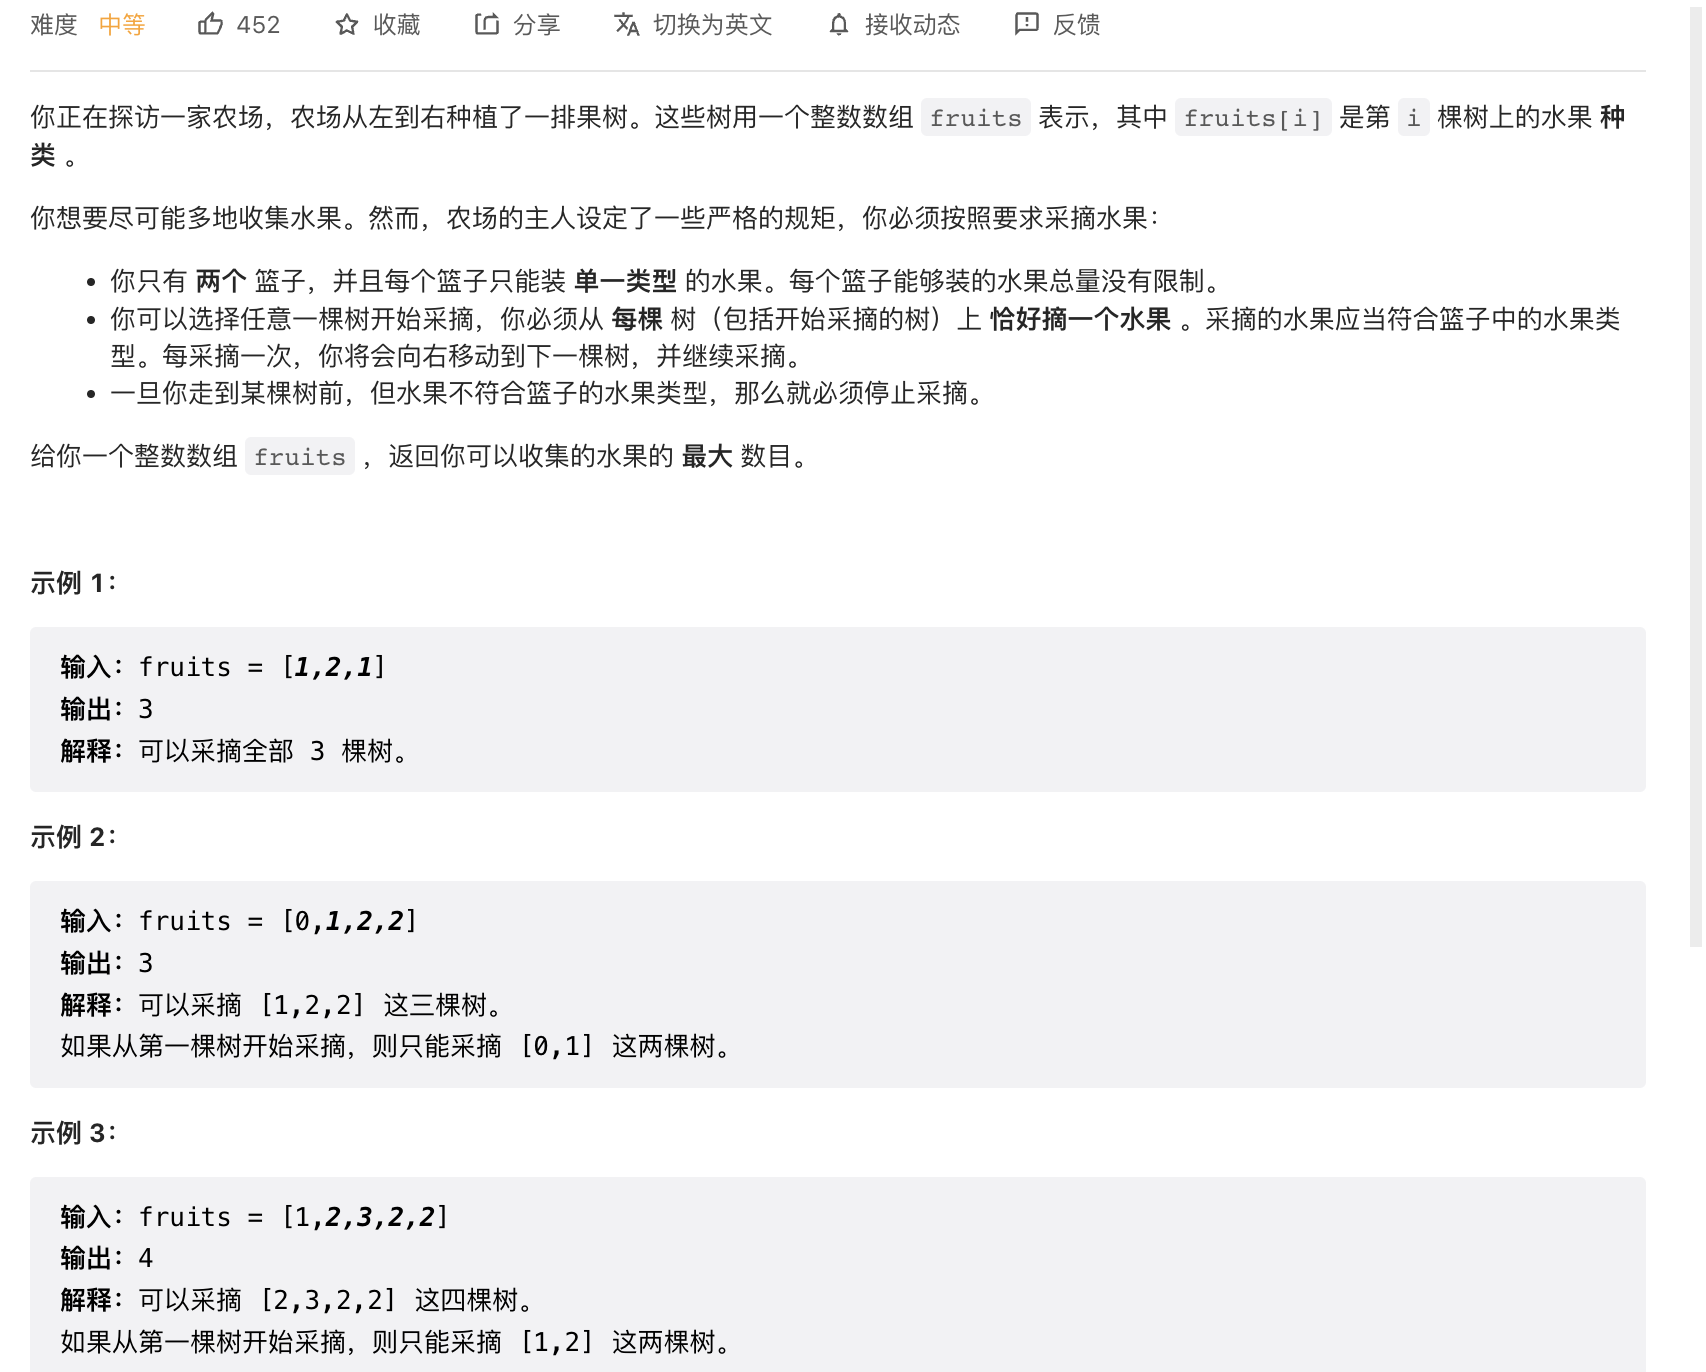 难度 中等 452 收藏 分享 切换为英文 接收动态 反馈
你正在探访一家农场，农场从左到右种植了一排果树。这些树用一个整数数组 fruits 表示，其中 fruits[i] 是第 i 棵树上的水果 种
类 。
你想要尽可能多地收集水果。然而，农场的主人设定了一些严格的规矩，你必须按照要求采摘水果：
• 你只有 两个 篮子，并且每个篮子只能装 单一类型 的水果。每个篮子能够装的水果总量没有限制。
• 你可以选择任意一棵树开始采摘，你必须从 每棵 树（包括开始采摘的树）上 恰好摘一个水果 。采摘的水果应当符合篮子中的水果类
型。每采摘一次，你将会向右移动到下一棵树，并继续采摘。
• 一旦你走到某棵树前，但水果不符合篮子的水果类型，那么就必须停止采摘。
给你一个整数数组 fruits ，返回你可以收集的水果的 最大 数目。
示例 1：
输入：fruits = [1,2,1]
输出：3
解释：可以采摘全部 3 棵树。
示例 2：
输入：fruits = [0,1,2,2]
输出：3
解释：可以采摘 [1,2,2] 这三棵树。
如果从第一棵树开始采摘，则只能采摘 [0,1] 这两棵树。
示例 3：
输入：fruits = [1,2,3,2,2]
输出：4
解释：可以采摘 [2,3,2,2] 这四棵树。
如果从第一棵树开始采摘，则只能采摘 [1,2] 这两棵树。